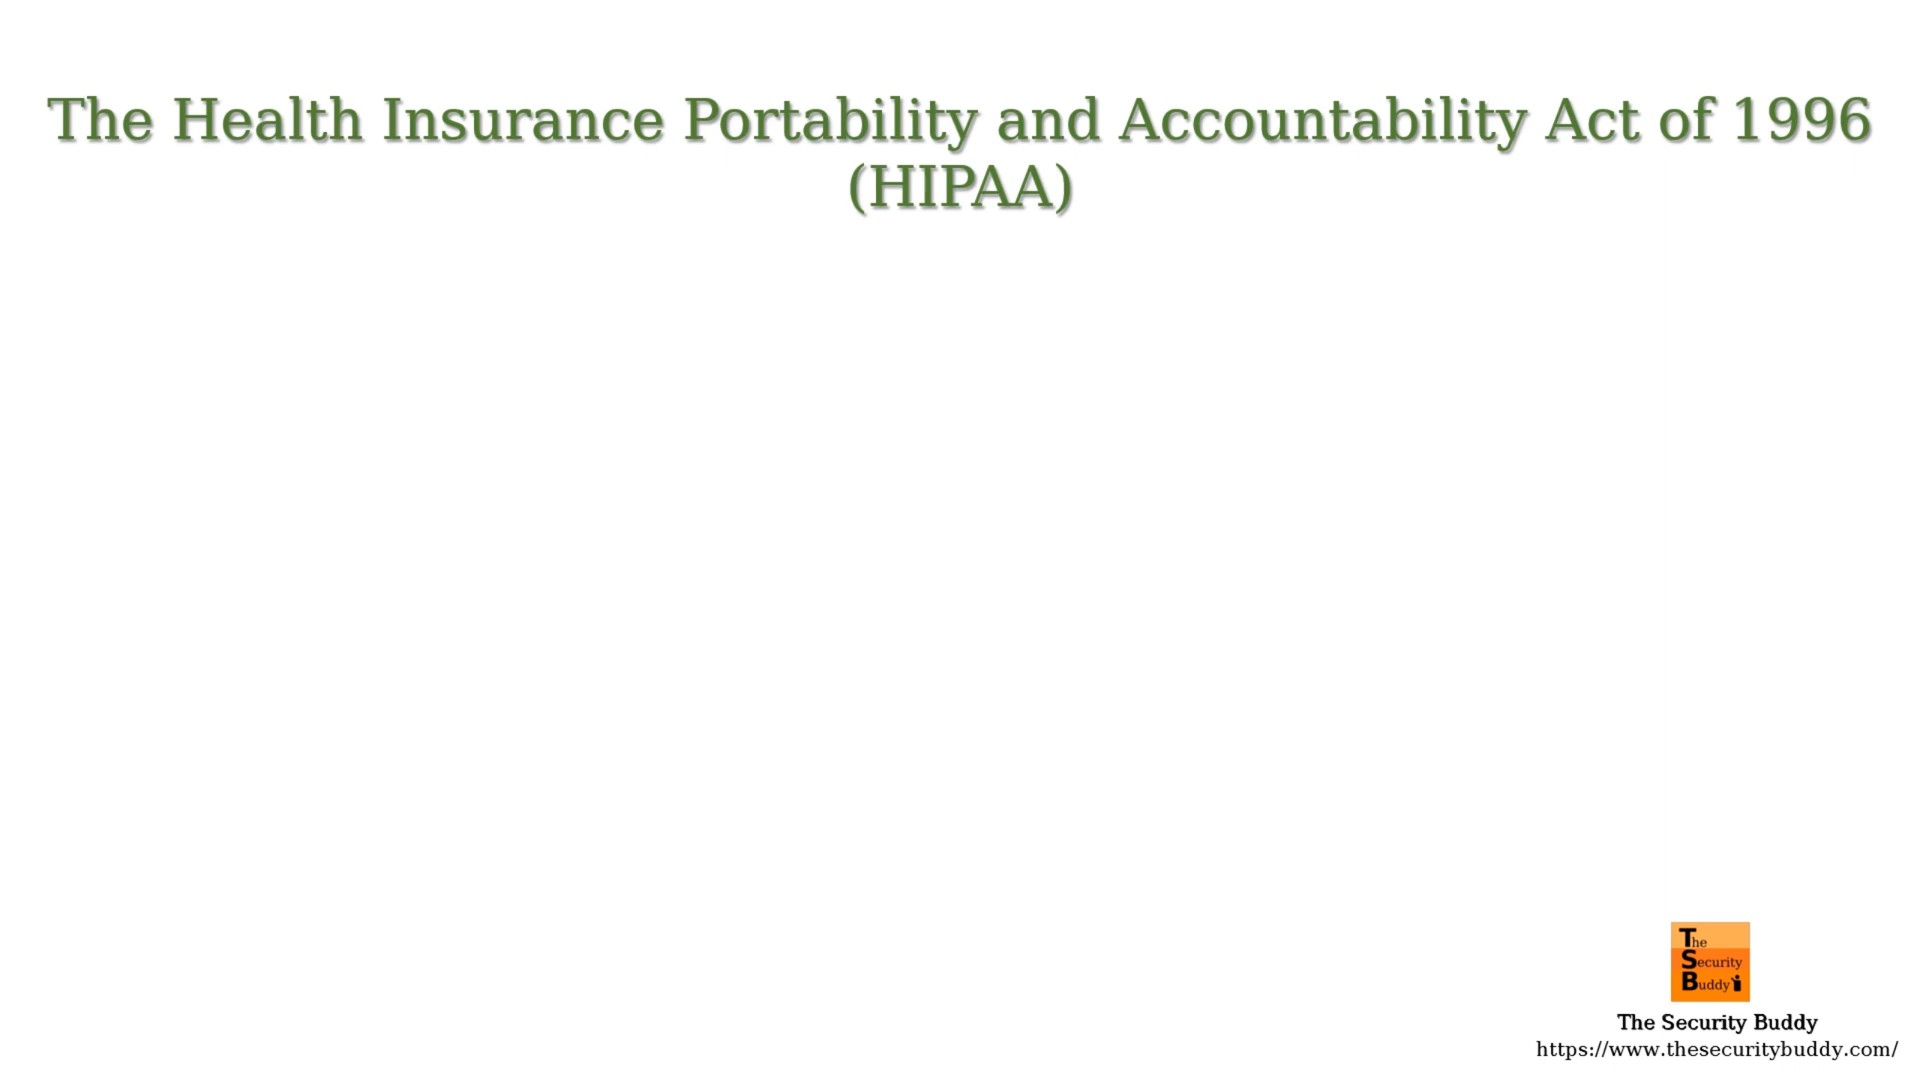 The Health Insurance Portability and Accountability Act of 1996
(HIPAA)
The
Security
Buddy
The Security Buddy
https://www.thesecuritybuddy.com/